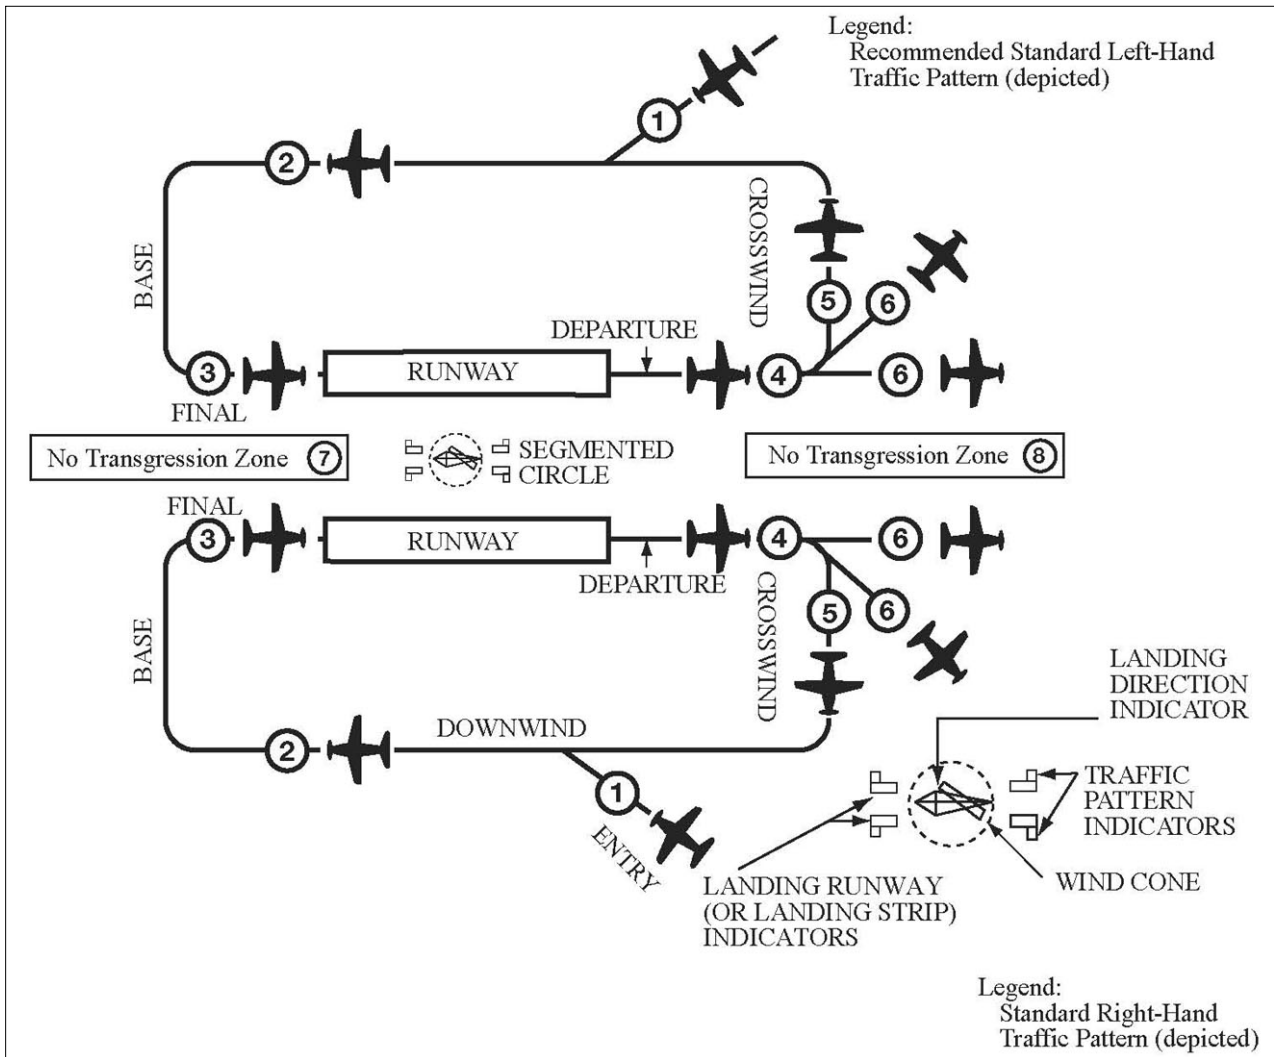 Legend:
Recommended Standard Left-Hand
Traffic Pattern (depicted)
1
2
CROSSWIND
BASE
5
6
DEPARTURE
3
RUNWAY
4
6
FINAL
No Transgression Zone 7
SEGMENTED
CIRCLE
No Transgression Zone 8
FINAL
3
RUNWAY
4
6
DEPARTURE
CROSSWIND
5
6
BASE
LANDING
DIRECTION
INDICATOR
DOWNWIND
2
1
ENTRY
TRAFFIC
PATTERN
INDICATORS
WIND CONE
LANDING RUNWAY
(OR LANDING STRIP)
INDICATORS
Legend:
Standard Right-Hand
Traffic Pattern (depicted)